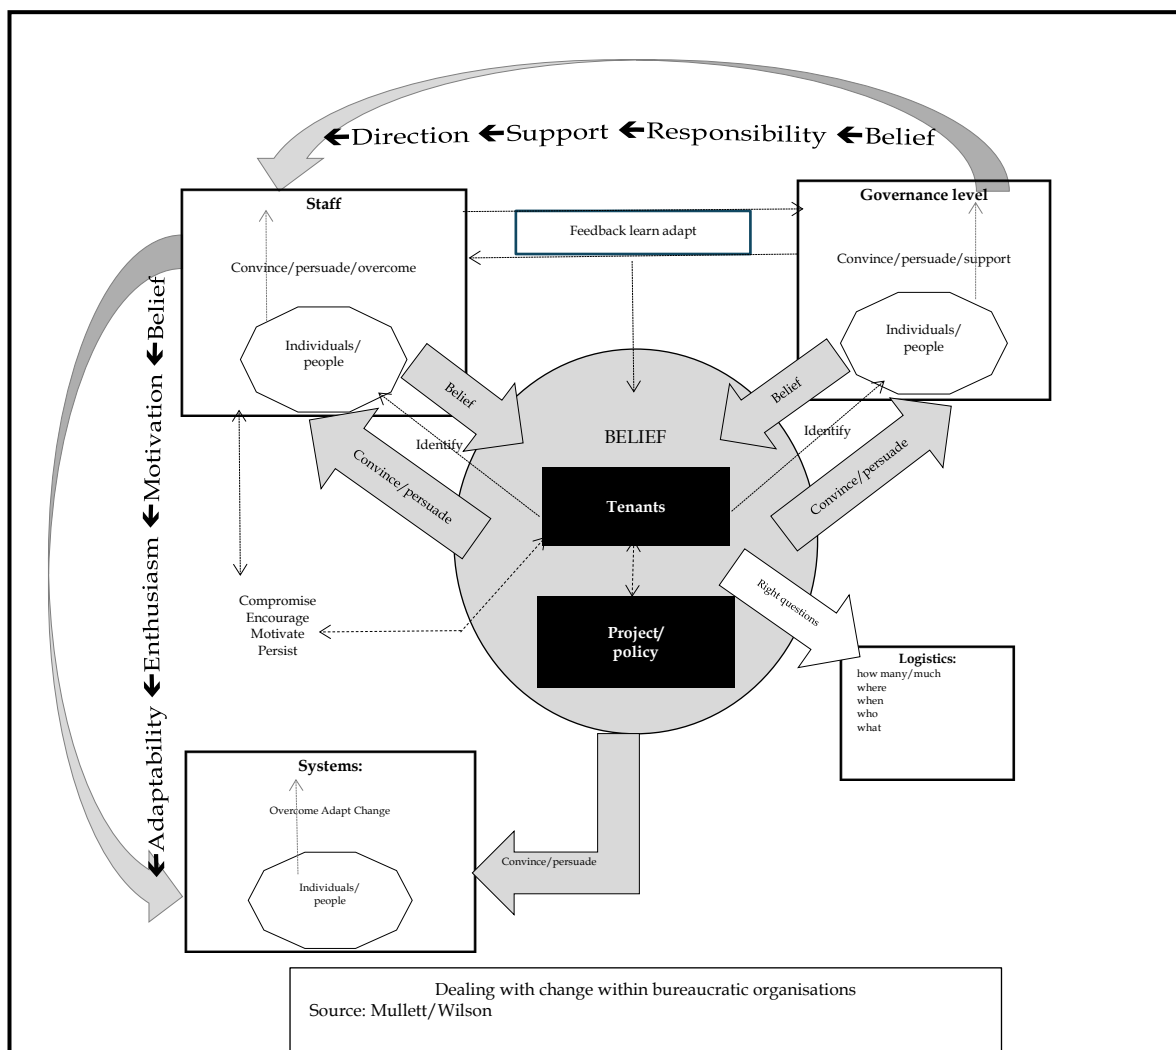 ←Direction ←Support ←Responsibility ←Belief
Staff
Convince/persuade/overcome
Individuals/
people
Feedback learn adapt
Governance level
Convince/persuade/support
Individuals/
people
←Adaptability ←Enthusiasm ←Motivation ←Belief
Belief
Identify
Convince/persuade
BELIEF
Belief
Identify
Convince/persuade
Tenants
Project/
policy
Compromise
Encourage
Motivate
Persist
Right questions
Logistics:
how many/much
where
when
who
what
Systems:
Overcome Adapt Change
Individuals/
people
Convince/persuade
Dealing with change within bureaucratic organisations
Source: Mullett/Wilson